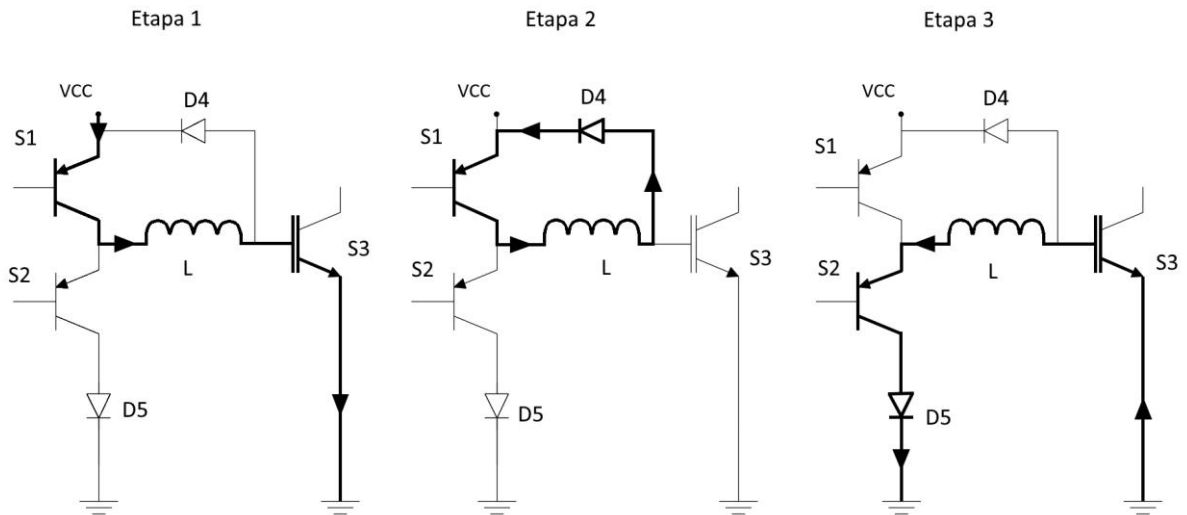 Etapa 1
VCC
D4
S1
L
S3
S2
D5
Etapa 2
VCC
D4
S1
L
S3
S2
D5
Etapa 3
VCC
D4
S1
L
S3
S2
D5